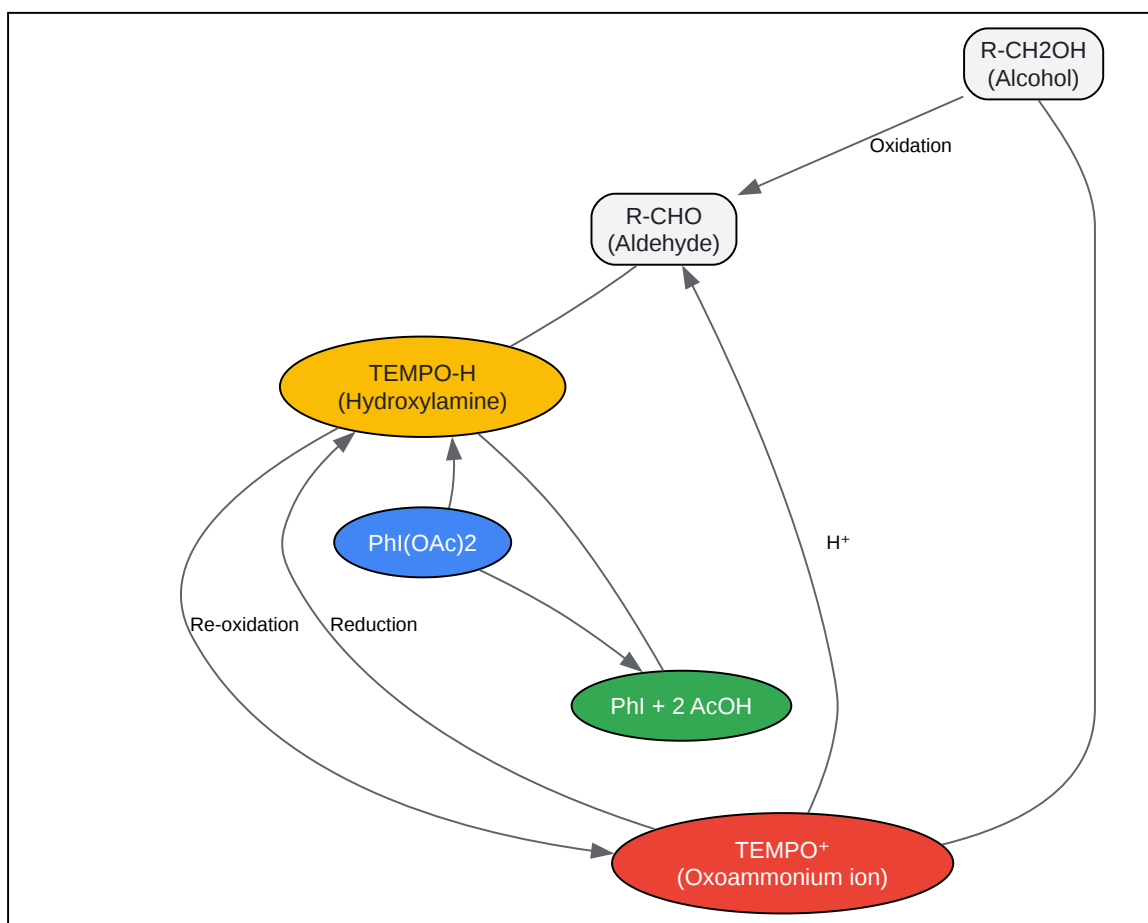 R-CH2OH
(Alcohol)
Oxidation
R-CHO
(Aldehyde)
TEMPO-H
(Hydroxylamine)
PhI(OAc)2
H⁺
Re-oxidation
Reduction
PhI + 2 AcOH
TEMPO⁺
(Oxoammonium ion)